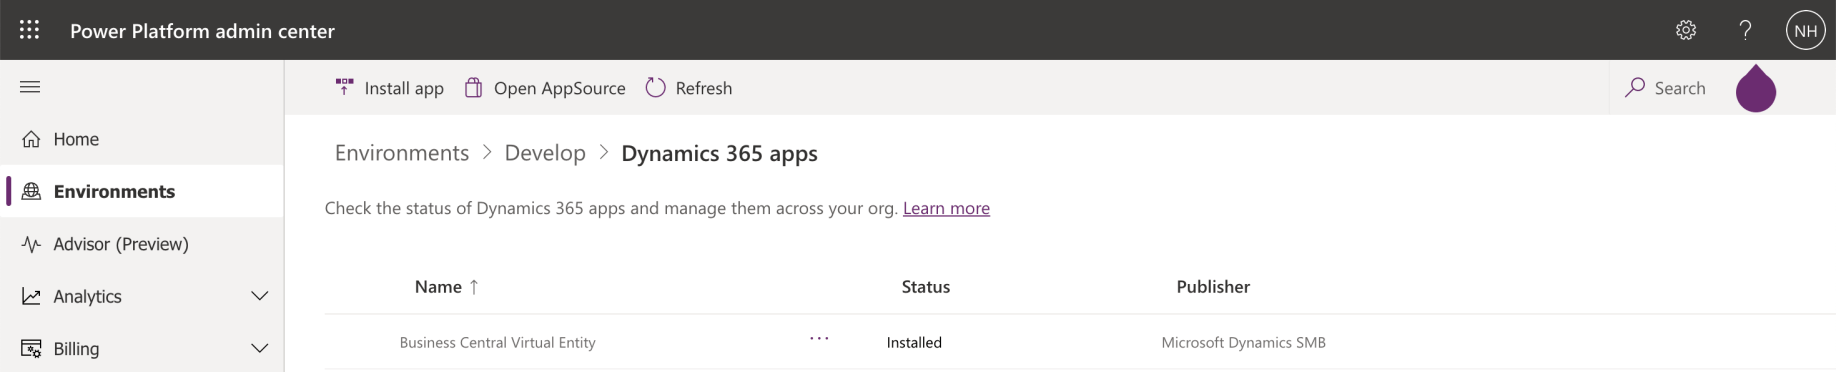 Power Platform admin center
?
NH
Install app
Open AppSource
Refresh
Search
Home
Environments
Advisor (Preview)
Analytics
Billing
Environments > Develop > Dynamics 365 apps
Check the status of Dynamics 365 apps and manage them across your org. Learn more
Name ↑ Status Publisher
Business Central Virtual Entity ... Installed Microsoft Dynamics SMB